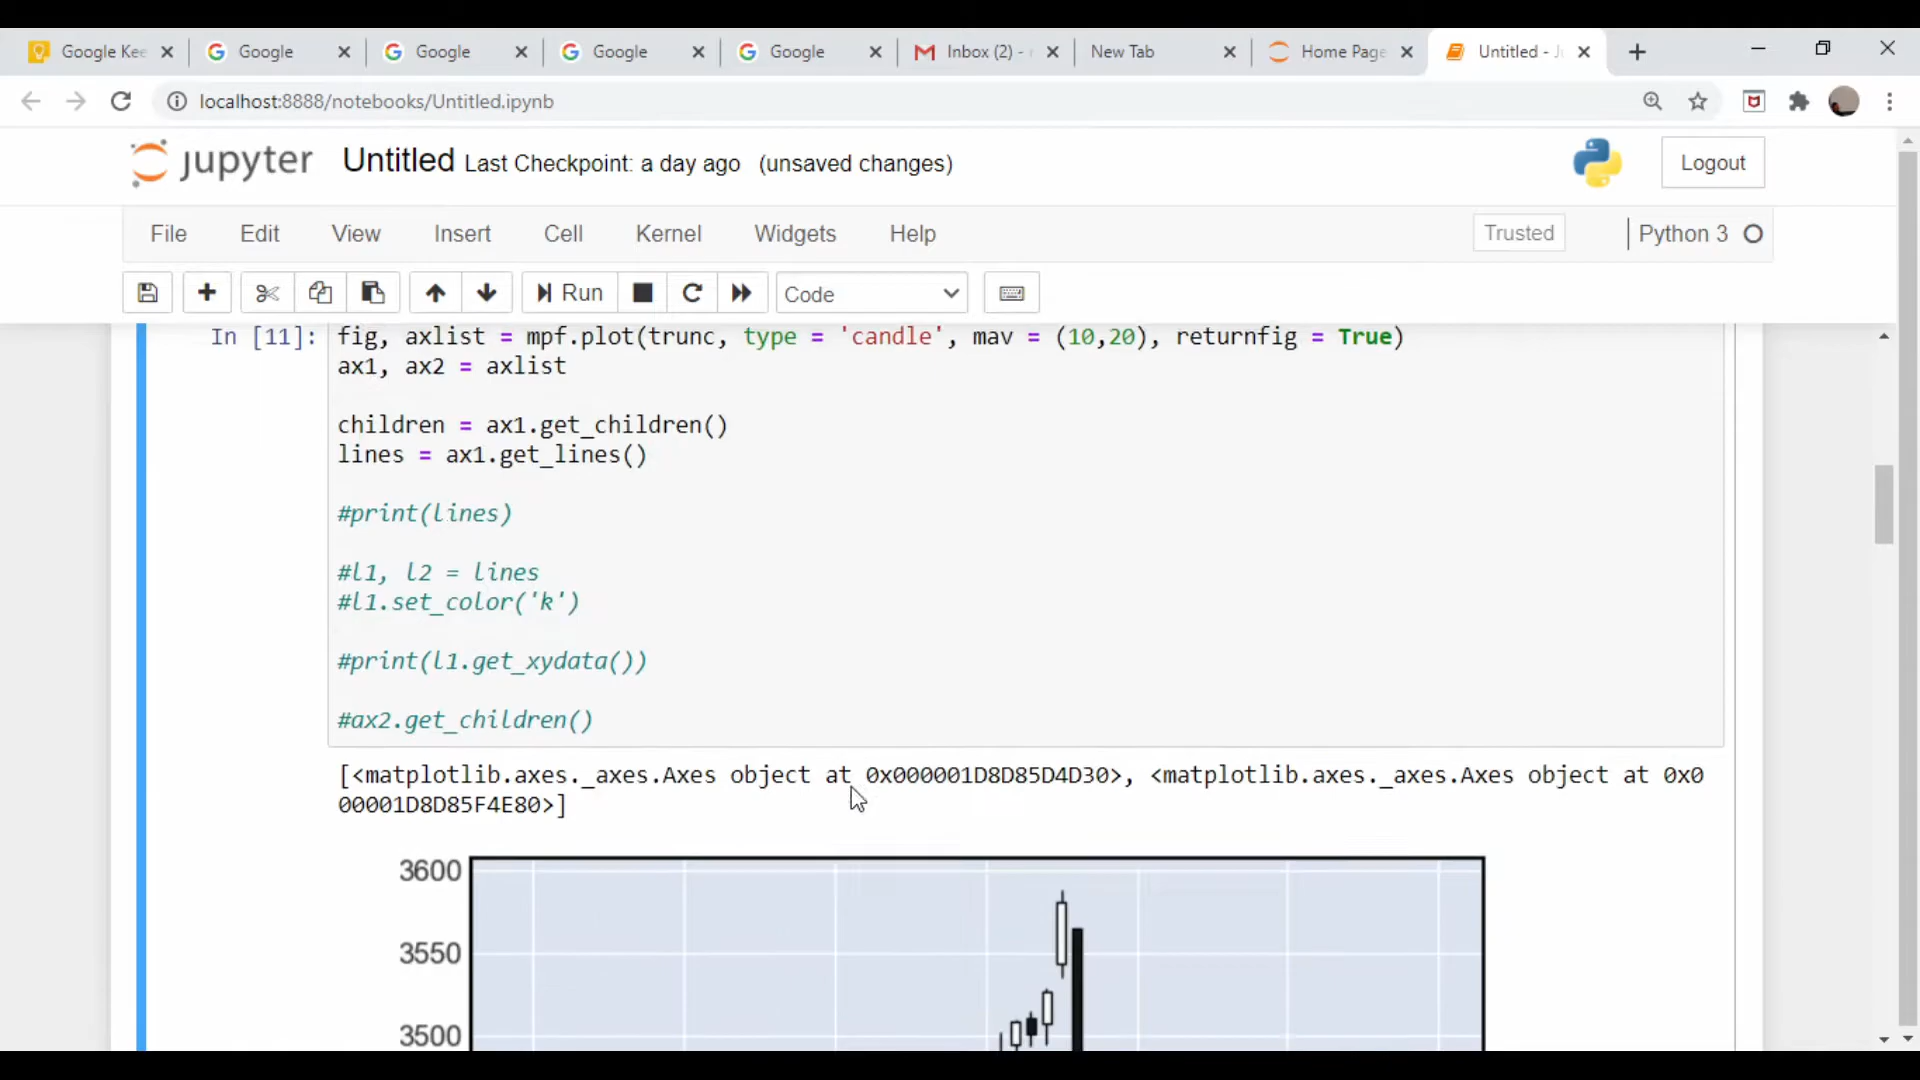 Google Kee
Google
Google
Google
Google
Inbox (2) -
New Tab
Home Page
Untitled - J
localhost:8888/notebooks/Untitled.ipynb
jupyter Untitled Last Checkpoint: a day ago (unsaved changes)
Logout
File Edit View Insert Cell Kernel Widgets Help
Trusted
Python 3
Run
Code
In [11]: fig, axlist = mpf.plot(trunc, type = 'candle', mav = (10,20), returnfig = True)
ax1, ax2 = axlist
children = ax1.get_children()
lines = ax1.get_lines()
#print(lines)
#l1, l2 = lines
#l1.set_color('k')
#print(l1.get_xydata())
#ax2.get_children()
[<matplotlib.axes._axes.Axes object at 0x000001D8D85D4D30>, <matplotlib.axes._axes.Axes object at 0x0
00001D8D85F4E80>]
3600
3550
3500